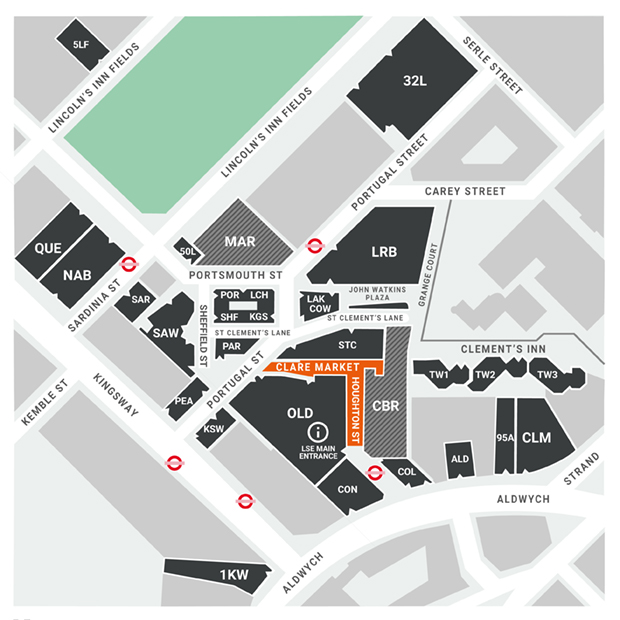 5LF
LINCOLN'S INN FIELDS
LINCOLN'S INN FIELDS
32L
SERLE STREET
PORTUGAL STREET
CAREY STREET
QUE
NAB
50L
MAR
LRB
GRANGE COURT
PORTSMOUTH ST
SARDINIA ST
SAR
SAW
SHEFFIELD ST
POR
LCH
SHF
KGS
LAK
COW
JOHN WATKINS
PLAZA
ST CLEMENT'S LANE
ST CLEMENT'S LANE
PAR
PORTUGAL ST
STC
CLARE MARKET
HOUGHTON ST
CLEMENT'S INN
TW1
TW2
TW3
KEMBLE ST
KINGSWAY
PEA
KSW
OLD
LSE MAIN
ENTRANCE
CBR
CON
COL
ALD
95A
CLM
STRAND
ALDWYCH
ALDWYCH
1KW